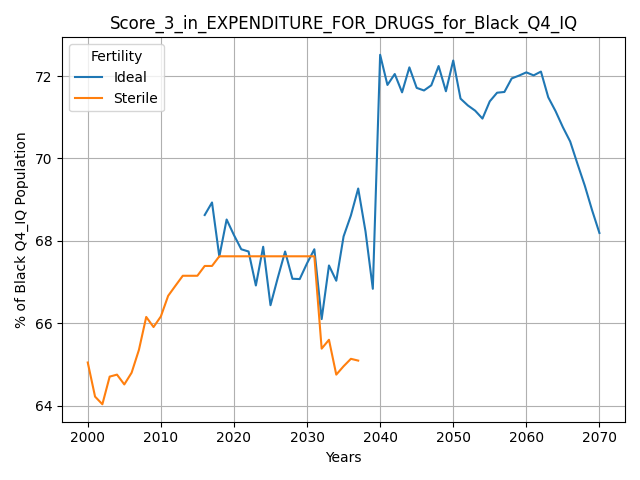 Score_3_in_EXPENDITURE_FOR_DRUGS_for_Black_Q4_IQ
Fertility
Ideal
Sterile
% of Black Q4_IQ Population
72
70
68
66
64
2000 2010 2020 2030 2040 2050 2060 2070
Years